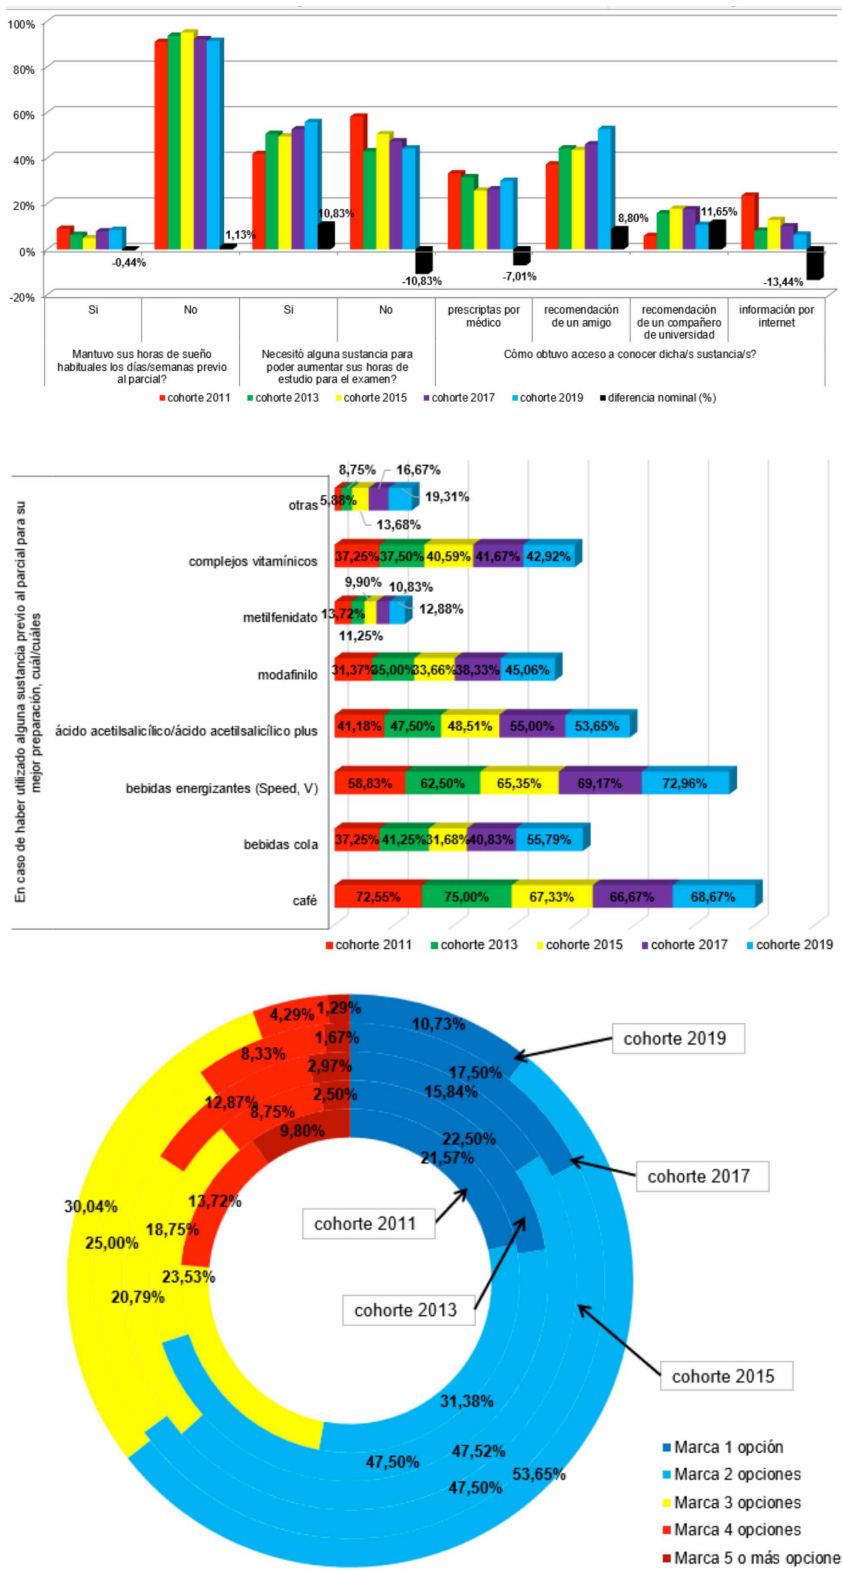 100%
80%
60%
40%
20%
0%
-20%
-0,44%
1,13%
10,83%
-10,83%
-7,01%
8,80%
11,65%
-13,44%
Si
No
Si
No
prescriptas por
médico
recomendación
de un amigo
recomendación
de un compañero
de universidad
información por
internet
Mantuvo sus horas de sueño
habituales los días/semanas previo
al parcial?
Necesitó alguna sustancia para
poder aumentar sus horas de
estudio para el examen?
Cómo obtuvo acceso a conocer dicha/s sustancia/s?
cohorte 2011 cohorte 2013 cohorte 2015 cohorte 2017 cohorte 2019 diferencia nominal (%)
En caso de haber utilizado alguna sustancia previo al parcial para su
mejor preparación, cuál/cuáles
8,75% 16,67%
otras 5,88% 19,31%
13,68%
complejos vitamínicos 37,25% 37,50% 40,59% 41,67% 42,92%
9,90% 10,83%
metilfenidato 13,72% 12,88%
11,25%
modafinilo 31,37% 35,00% 33,66% 38,33% 45,06%
ácido acetilsalicílico/ácido acetilsalicílico plus 41,18% 47,50% 48,51% 55,00% 53,65%
bebidas energizantes (Speed, V) 58,83% 62,50% 65,35% 69,17% 72,96%
bebidas cola 37,25% 41,25% 31,68% 40,83% 55,79%
café 72,55% 75,00% 67,33% 66,67% 68,67%
cohorte 2011 cohorte 2013 cohorte 2015 cohorte 2017 cohorte 2019
4,29% 1,29% 10,73%
8,33% 1,67% cohorte 2019
2,97% 17,50%
12,87% 8,75% 2,50% 15,84%
9,80% 22,50%
21,57%
cohorte 2017
30,04% 13,72%
cohorte 2011
25,00% 18,75%
23,53%
20,79%
cohorte 2013
cohorte 2015
31,38%
47,50% 47,52%
47,50% 53,65%
Marca 1 opción
Marca 2 opciones
Marca 3 opciones
Marca 4 opciones
Marca 5 o más opcione